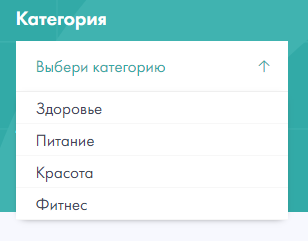 Категория
Выбери категорию
Здоровье
Питание
Красота
Фитнес